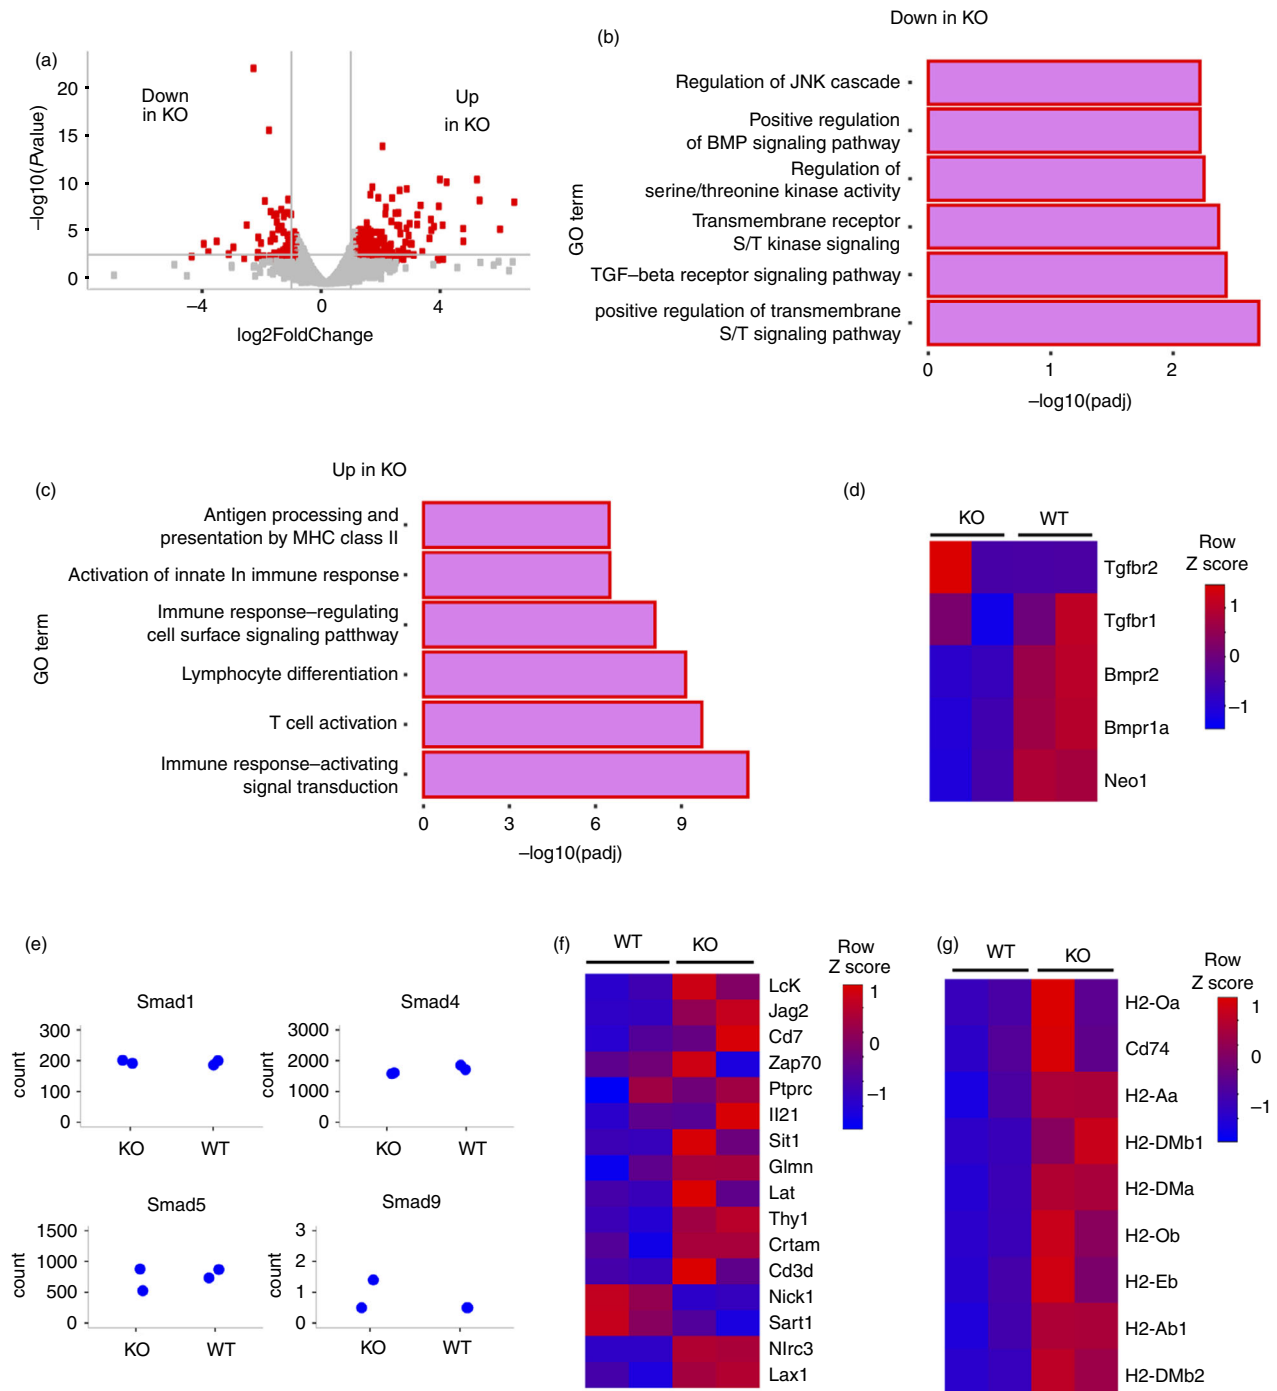 (a)
Down
in KO
Up
in KO
20
15
10
5
0
–log10(Pvalue)
–4
0
4
log2FoldChange
(b)
Down in KO
GO term
Regulation of JNK cascade
Positive regulation
of BMP signaling pathway
Regulation of
serine/threonine kinase activity
Transmembrane receptor
S/T kinase signaling
TGF–beta receptor signaling pathway
positive regulation of transmembrane
S/T signaling pathway
0
1
2
–log10(padj)
(c)
Up in KO
GO term
Antigen processing and
presentation by MHC class II
Activation of innate In immune response
Immune response–regulating
cell surface signaling patthway
Lymphocyte differentiation
T cell activation
Immune response–activating
signal transduction
0
3
6
9
–log10(padj)
(d)
KO
WT
Tgfbr2
Tgfbr1
Bmpr2
Bmpr1a
Neo1
Row
Z score
1
0
–1
(e)
Smad1
count
300
200
100
0
KO
WT
Smad4
count
3000
2000
1000
0
KO
WT
Smad5
count
1500
1000
500
0
KO
WT
Smad9
count
3
2
1
0
KO
WT
(f)
WT
KO
LcK
Jag2
Cd7
Zap70
Ptprc
Il21
Sit1
Glmn
Lat
Thy1
Crtam
Cd3d
Nick1
Sart1
Nlrc3
Lax1
Row
Z score
1
0
–1
(g)
WT
KO
H2-Oa
Cd74
H2-Aa
H2-DMb1
H2-DMa
H2-Ob
H2-Eb
H2-Ab1
H2-DMb2
Row
Z score
1
0
–1